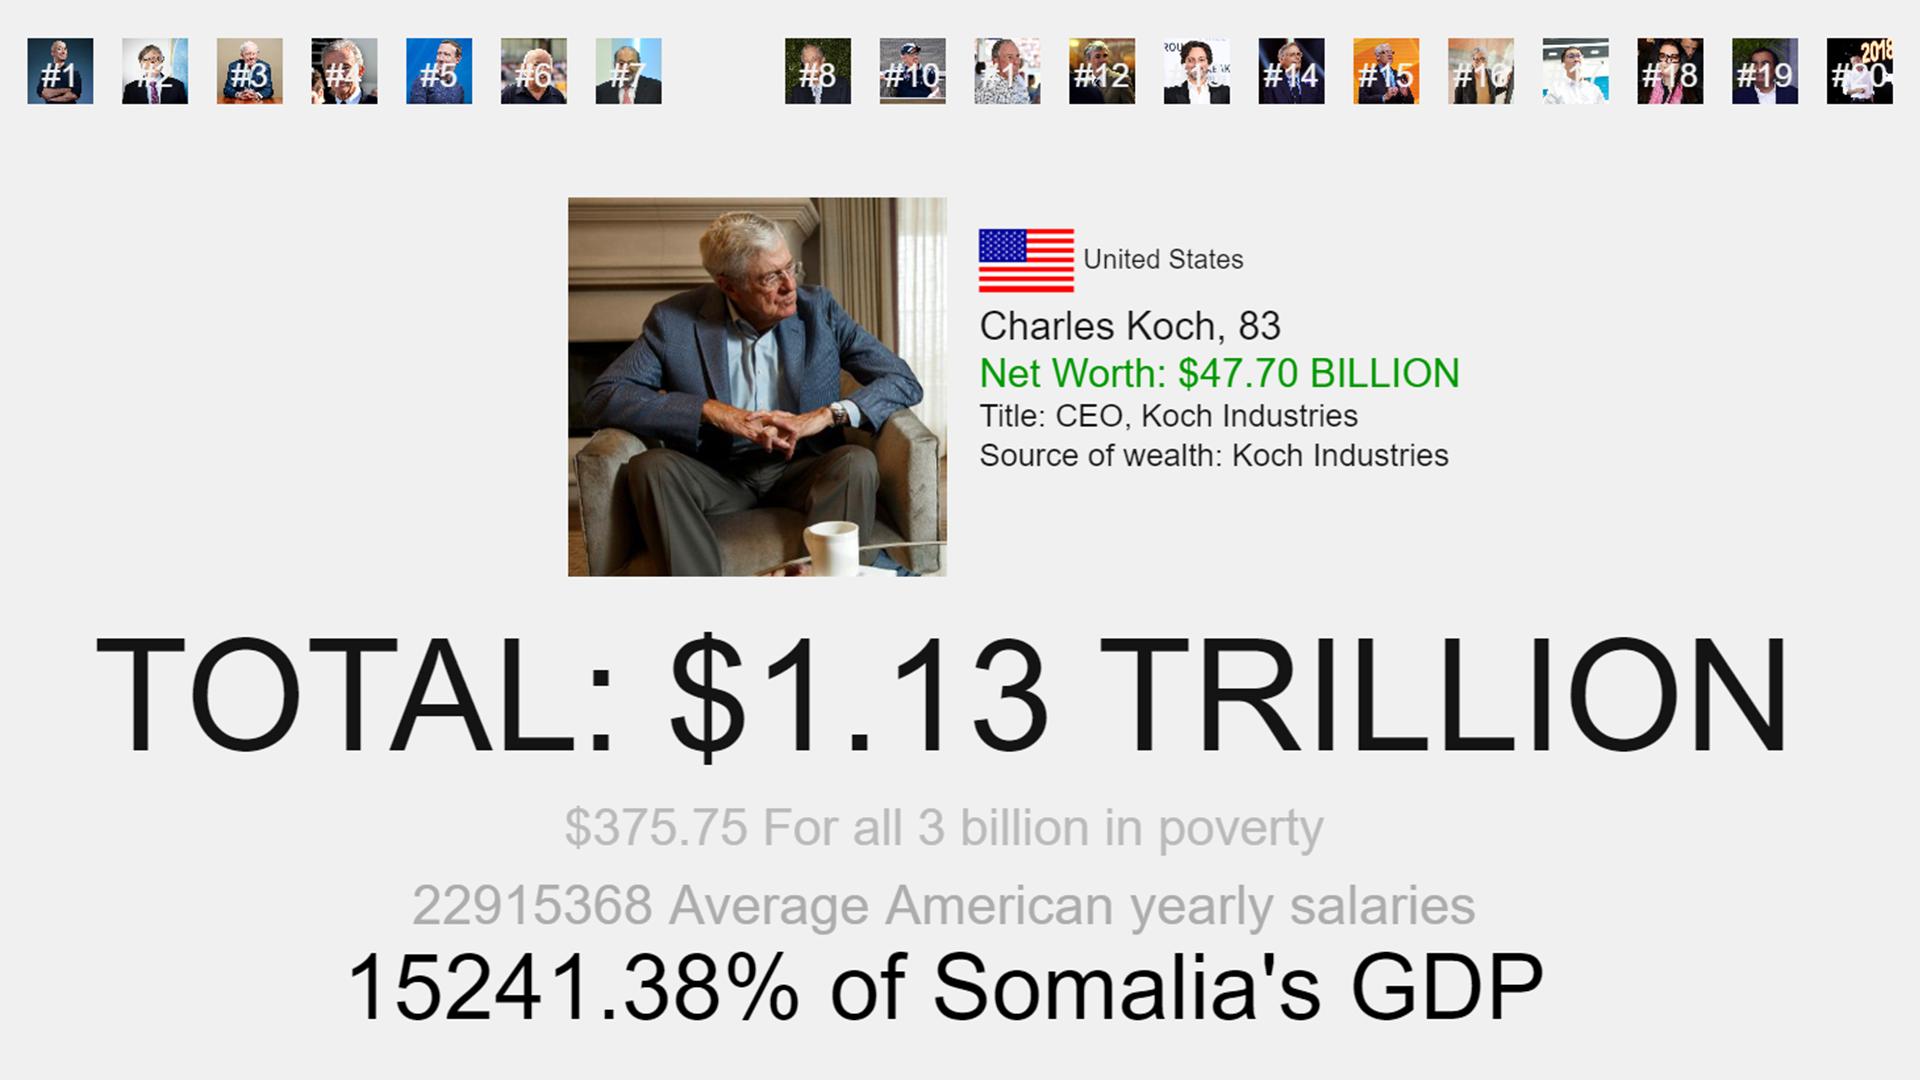 #1 #2 #3 #4 #5 #6 #7 #8 #10 #11 #12 #13 #14 #15 #16 #17 #18 #19 #20
2018
United States
Charles Koch, 83
Net Worth: $47.70 BILLION
Title: CEO, Koch Industries
Source of wealth: Koch Industries
TOTAL: $1.13 TRILLION
$375.75 For all 3 billion in poverty
22915368 Average American yearly salaries
15241.38% of Somalia's GDP